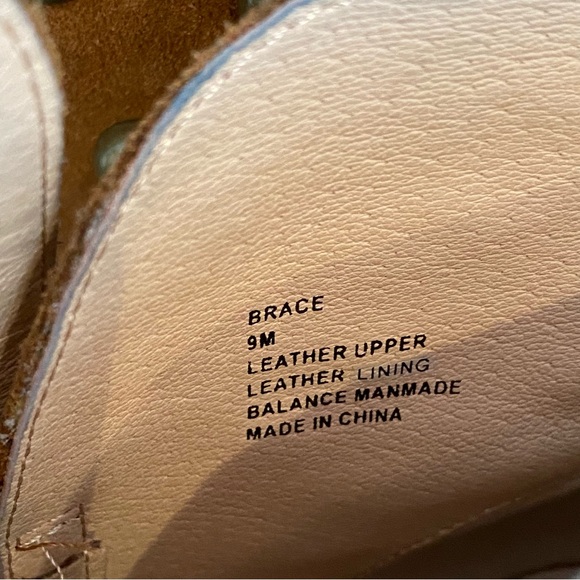 BRACE
9M
LEATHER UPPER
LEATHER LINING
BALANCE MANMADE
MADE IN CHINA